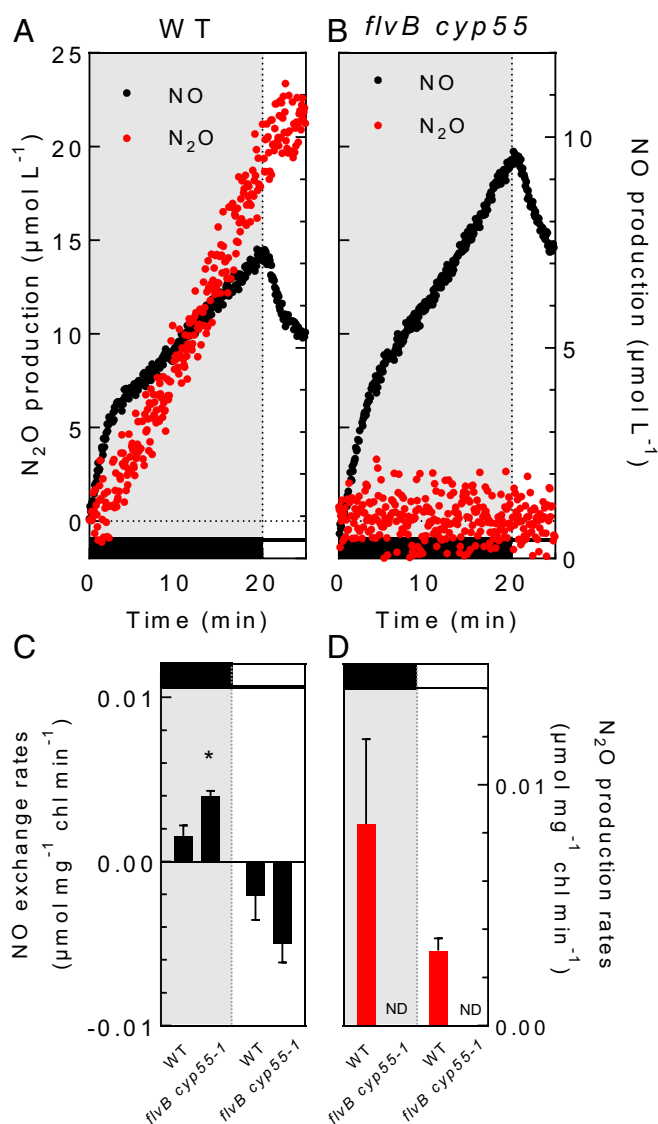 A WT
B flvB cyp55
25
20
15
10
5
0
N₂O production (µmol L⁻¹)
NO
N₂O
NO
N₂O
10
5
0
NO production (µmol L⁻¹)
0 10 20
0 10 20
Time (min)
Time (min)
C
D
0.01
0.00
-0.01
NO exchange rates
(µmol mg⁻¹ chl min⁻¹)
*
ND
ND
0.01
0.00
N₂O production rates
(µmol mg⁻¹ chl min⁻¹)
WT
flvB cyp55-1
WT
flvB cyp55-1
WT
flvB cyp55-1
WT
flvB cyp55-1